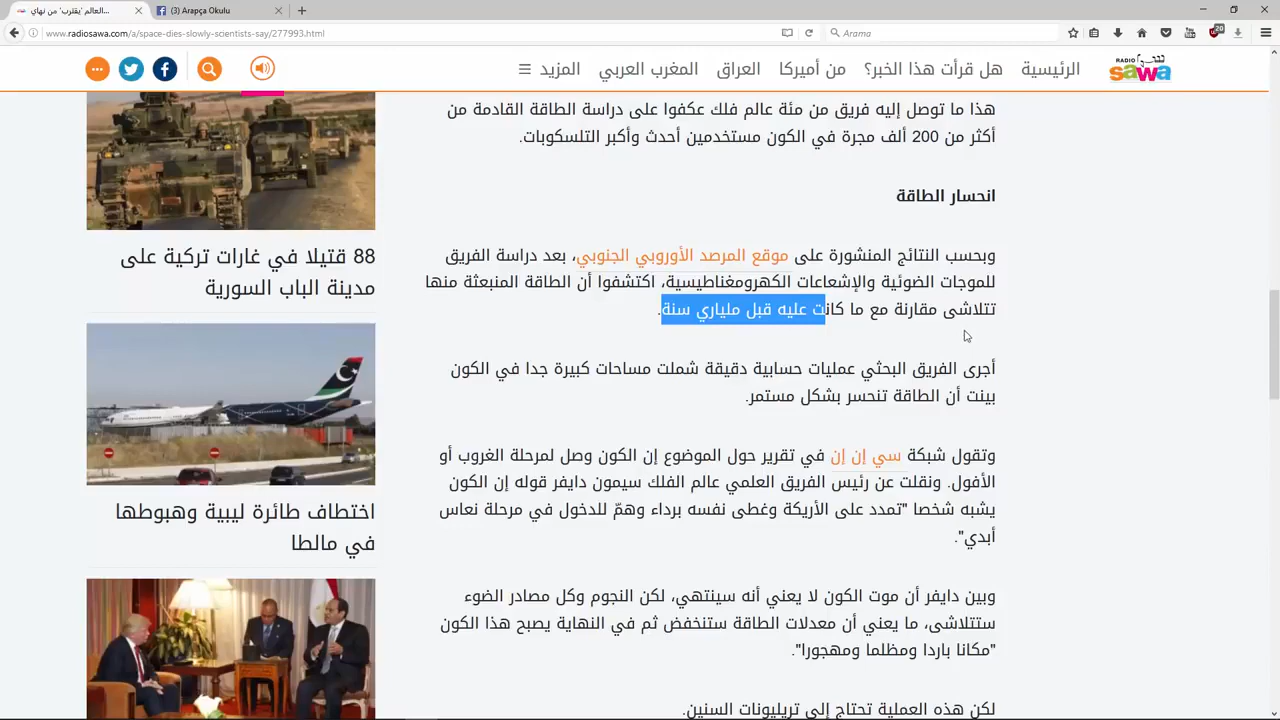 العالم "يقترب" من نهاي...
(3) Arapça Okulu
www.radiosawa.com/a/space-dies-slowly-scientists-say/277993.html
Arama
20
RADIO sawa سوا
الرئيسية
هل قرأت هذا الخبر؟
من أميركا
العراق
المغرب العربي
المزيد
هذا ما توصل إليه فريق من مئة عالم فلك عكفوا على دراسة الطاقة القادمة من
أكثر من 200 ألف مجرة في الكون مستخدمين أحدث وأكبر التلسكوبات.
انحسار الطاقة
وبحسب النتائج المنشورة على موقع المرصد الأوروبي الجنوبي، بعد دراسة الفريق
للموجات الضوئية والإشعاعات الكهرومغناطيسية، اكتشفوا أن الطاقة المنبعثة منها
تتلاشى مقارنة مع ما كانت عليه قبل ملياري سنة.
أجرى الفريق البحثي عمليات حسابية دقيقة شملت مساحات كبيرة جدا في الكون
بينت أن الطاقة تنحسر بشكل مستمر.
وتقول شبكة سي إن إن في تقرير حول الموضوع إن الكون وصل لمرحلة الغروب أو
الأفول. ونقلت عن رئيس الفريق العلمي عالم الفلك سيمون دايفر قوله إن الكون
يشبه شخصا "تمدد على الأريكة وغطى نفسه برداء وهمّ للدخول في مرحلة نعاس
أبدي".
وبين دايفر أن موت الكون لا يعني أنه سينتهي، لكن النجوم وكل مصادر الضوء
ستتلاشى، ما يعني أن معدلات الطاقة ستنخفض ثم في النهاية يصبح هذا الكون
"مكانا باردا ومظلما ومهجورا".
لكن هذه العملية تحتاج إلى تريليونات السنين.
88 قتيلا في غارات تركية على
مدينة الباب السورية
اختطاف طائرة ليبية وهبوطها
في مالطا